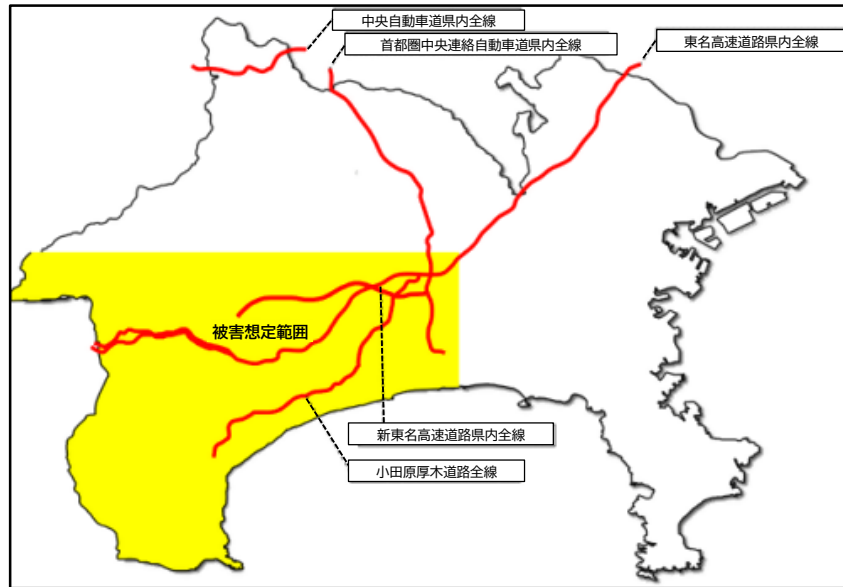 中央自動車道県内全線
首都圏中央連絡自動車道県内全線
東名高速道路県内全線
被害想定範囲
新東名高速道路県内全線
小田原厚木道路全線